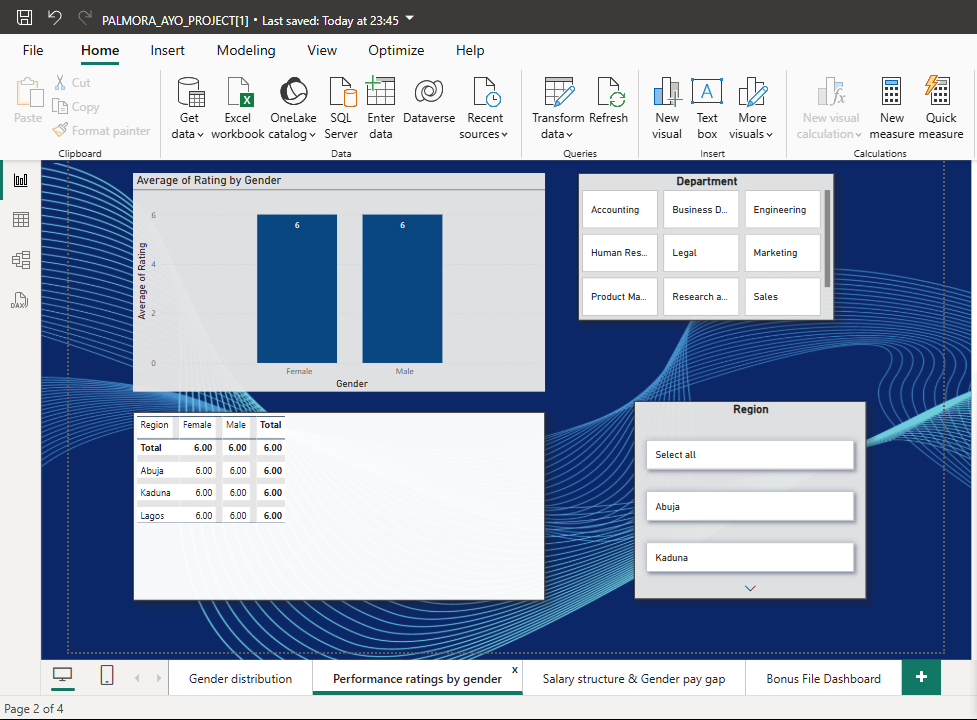 PALMORA_AYO_PROJECT[1] • Last saved: Today at 23:45
File Home Insert Modeling View Optimize Help
Paste
Cut
Copy
Format painter
Clipboard
Get data
Excel workbook
OneLake catalog
SQL Server
Enter data
Dataverse
Recent sources
Data
Transform data
Refresh
Queries
New visual
Text box
More visuals
Insert
New visual calculation
New measure
Quick measure
Calculations
DAX
Average of Rating by Gender
Average of Rating
6
4
2
0
6 6
Female Male
Gender
Department
Accounting Business D... Engineering
Human Res... Legal Marketing
Product Ma... Research a... Sales
Region Female Male Total
Total 6.00 6.00 6.00
Abuja 6.00 6.00 6.00
Kaduna 6.00 6.00 6.00
Lagos 6.00 6.00 6.00
Region
Select all
Abuja
Kaduna
Gender distribution Performance ratings by gender x Salary structure & Gender pay gap Bonus File Dashboard +
Page 2 of 4